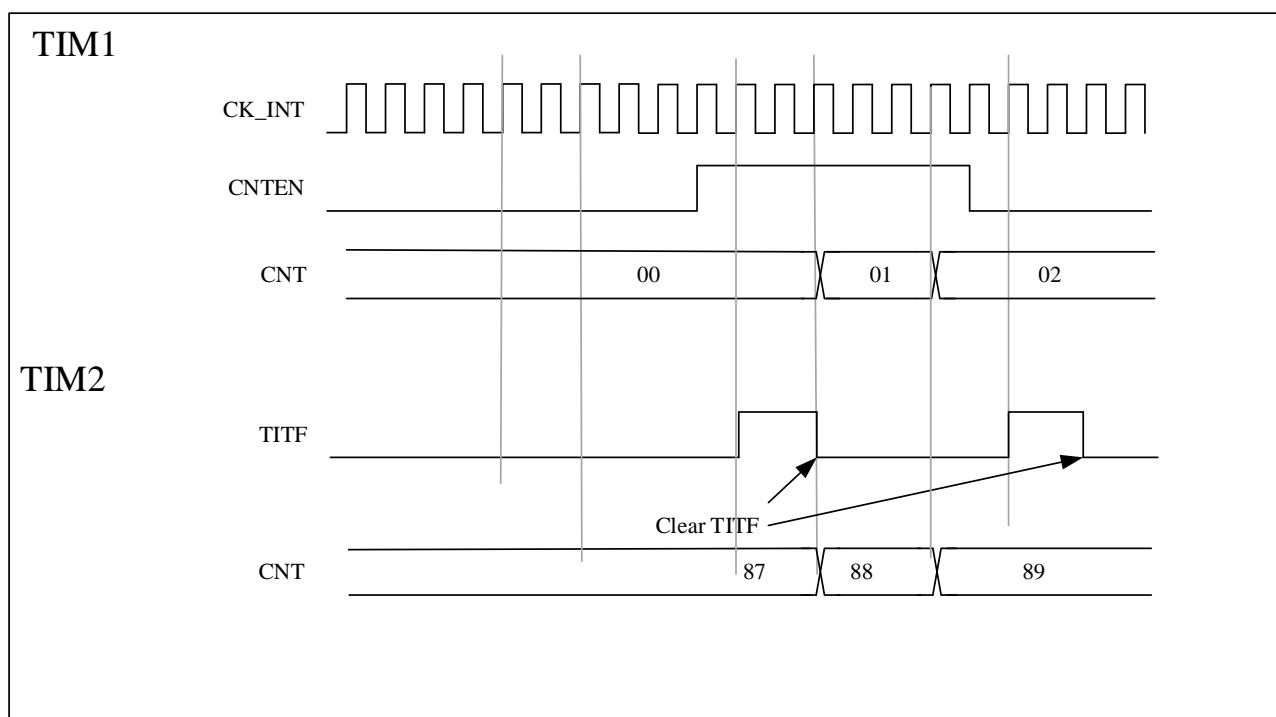 TIM1
CK_INT
CNTEN
CNT 00 01 02
TIM2
TITF
Clear TITF
CNT 87 88 89